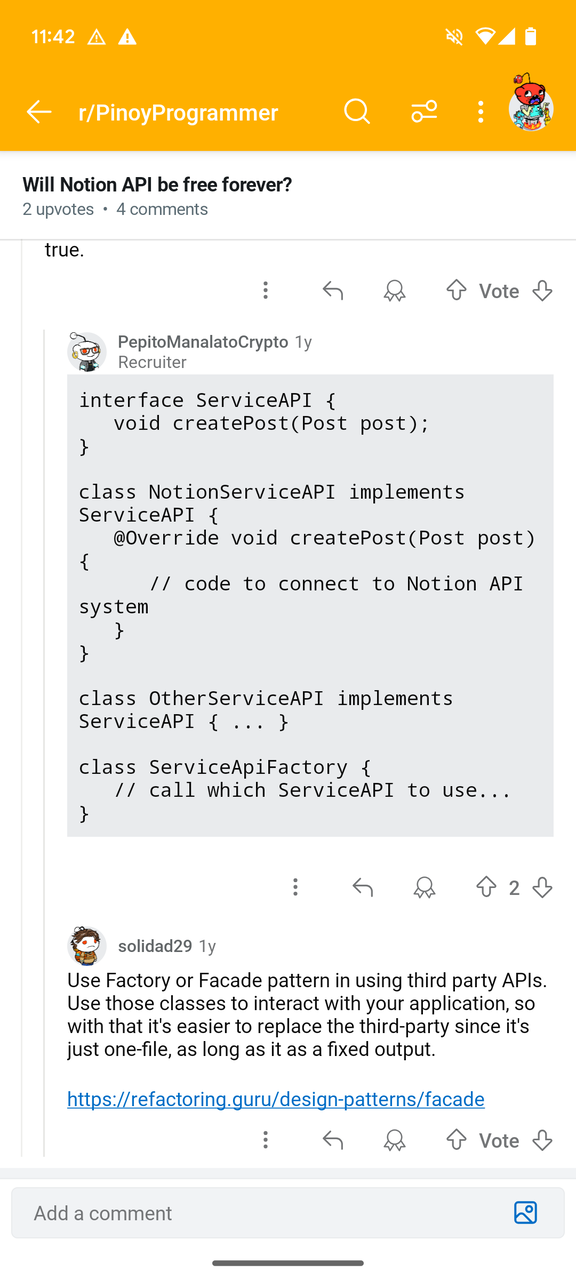 11:42
r/PinoyProgrammer
Will Notion API be free forever?
2 upvotes • 4 comments
true.
Vote
PepitoManalatoCrypto 1y
Recruiter
interface ServiceAPI {
   void createPost(Post post);
}
class NotionServiceAPI implements
ServiceAPI {
   @Override void createPost(Post post)
{
      // code to connect to Notion API
system
   }
}
class OtherServiceAPI implements
ServiceAPI { ... }
class ServiceApiFactory {
   // call which ServiceAPI to use...
}
2
solidad29 1y
Use Factory or Facade pattern in using third party APIs.
Use those classes to interact with your application, so
with that it's easier to replace the third-party since it's
just one-file, as long as it as a fixed output.
https://refactoring.guru/design-patterns/facade
Vote
Add a comment